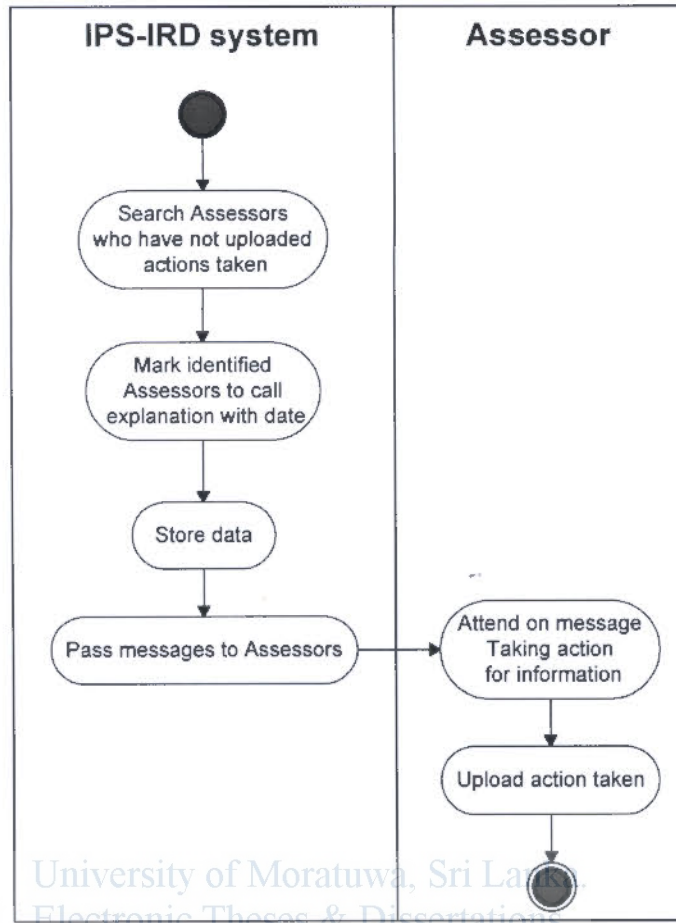 IPS-IRD system
Assessor
Search Assessors
who have not uploaded
actions taken
Mark identified
Assessors to call
explanation with date
Store data
Pass messages to Assessors
Attend on message
Taking action
for information
Upload action taken
University of Moratuwa, Sri Lanka.
Electronic Theses & Dissertations